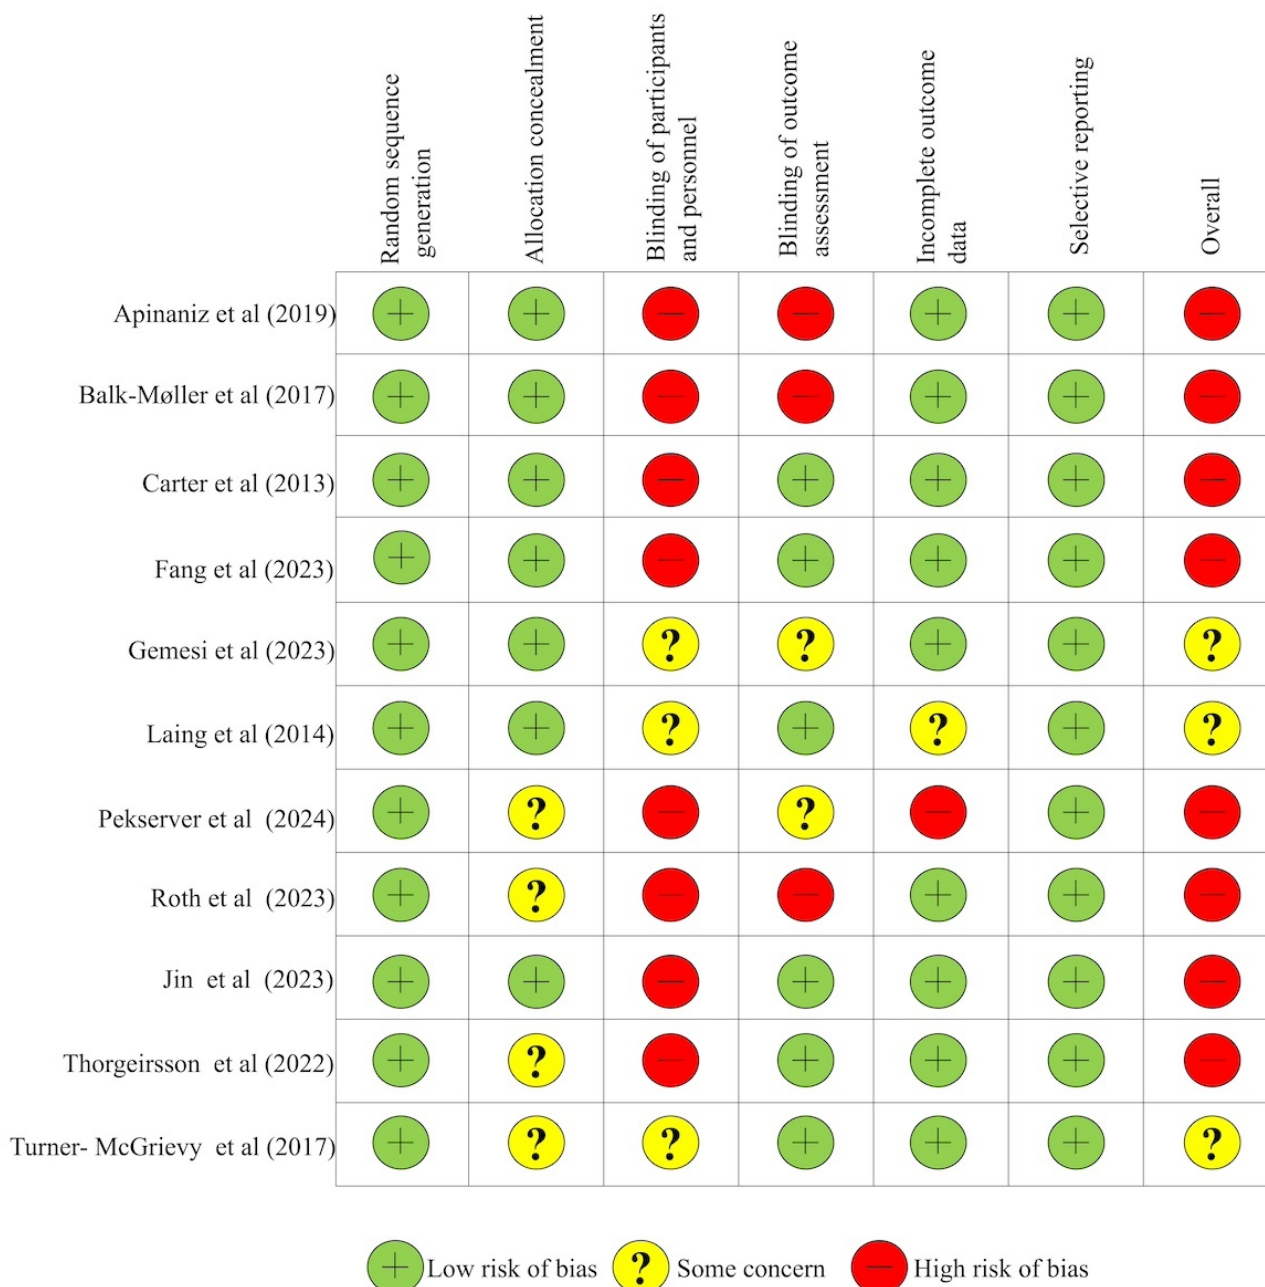 Random sequence
generation
Allocation concealment
Blinding of participants
and personnel
Blinding of outcome
assessment
Incomplete outcome
data
Selective reporting
Overall
Apinaniz et al (2019) + + − − + + −
Balk-Møller et al (2017) + + − − + + −
Carter et al (2013) + + − + + + −
Fang et al (2023) + + − + + + −
Gemesi et al (2023) + + ? ? + + ?
Laing et al (2014) + + ? + ? + ?
Pekserver et al (2024) + ? − ? − + −
Roth et al (2023) + ? − − + + −
Jin et al (2023) + + − + + + −
Thorgeirsson et al (2022) + ? − + + + −
Turner- McGrievy et al (2017) + ? ? + + + ?
+ Low risk of bias ? Some concern − High risk of bias